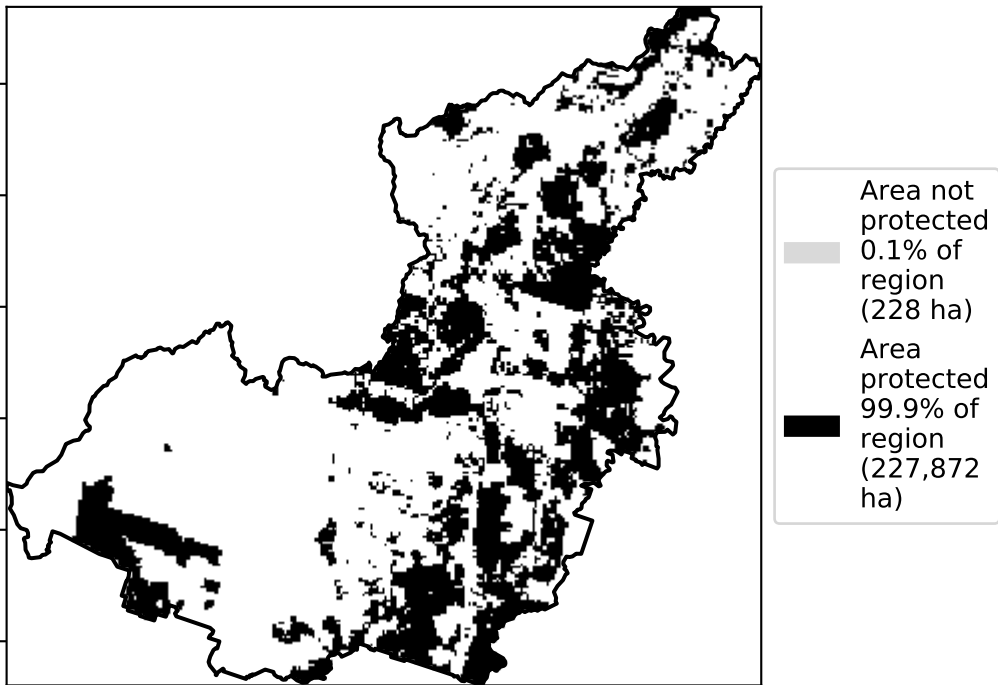 Area not
protected
0.1% of
region
(228 ha)
Area
protected
99.9% of
region
(227,872
ha)